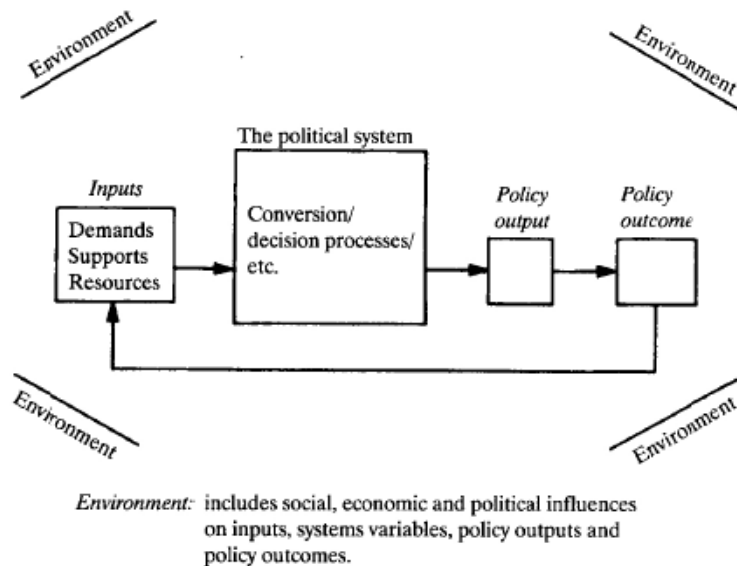 Environment
Environment
The political system
Inputs
Demands
Supports
Resources
Conversion/
decision processes/
etc.
Policy
output
Policy
outcome
Environment
Environment
Environment: includes social, economic and political influences
on inputs, systems variables, policy outputs and
policy outcomes.